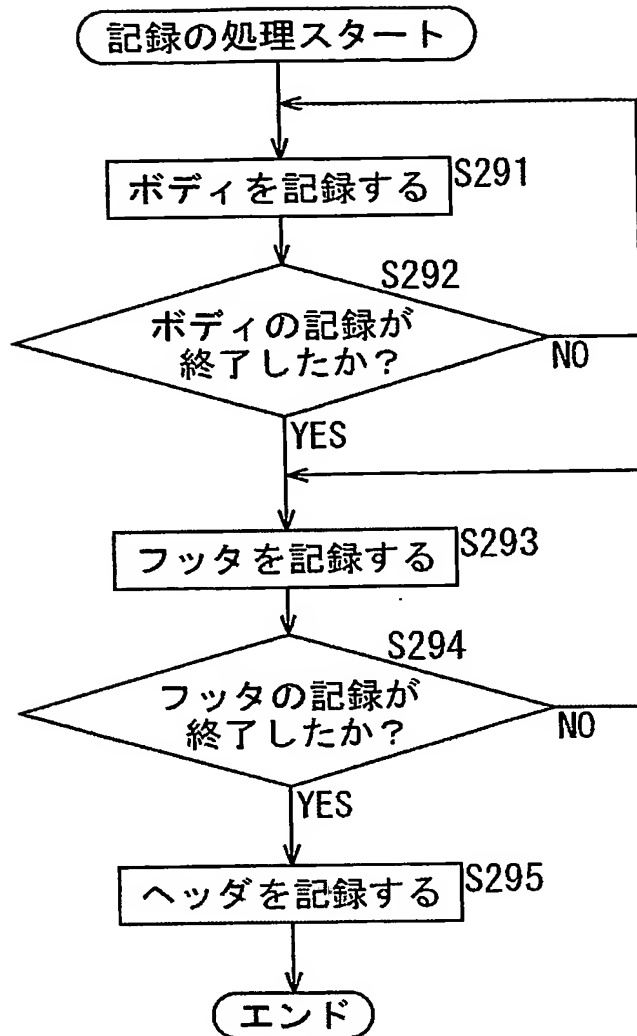 記録の処理スタート
ボディを記録する
S291
S292
ボディの記録が
終了したか？
NO
YES
フッタを記録する
S293
S294
フッタの記録が
終了したか？
NO
YES
ヘッダを記録する
S295
エンド